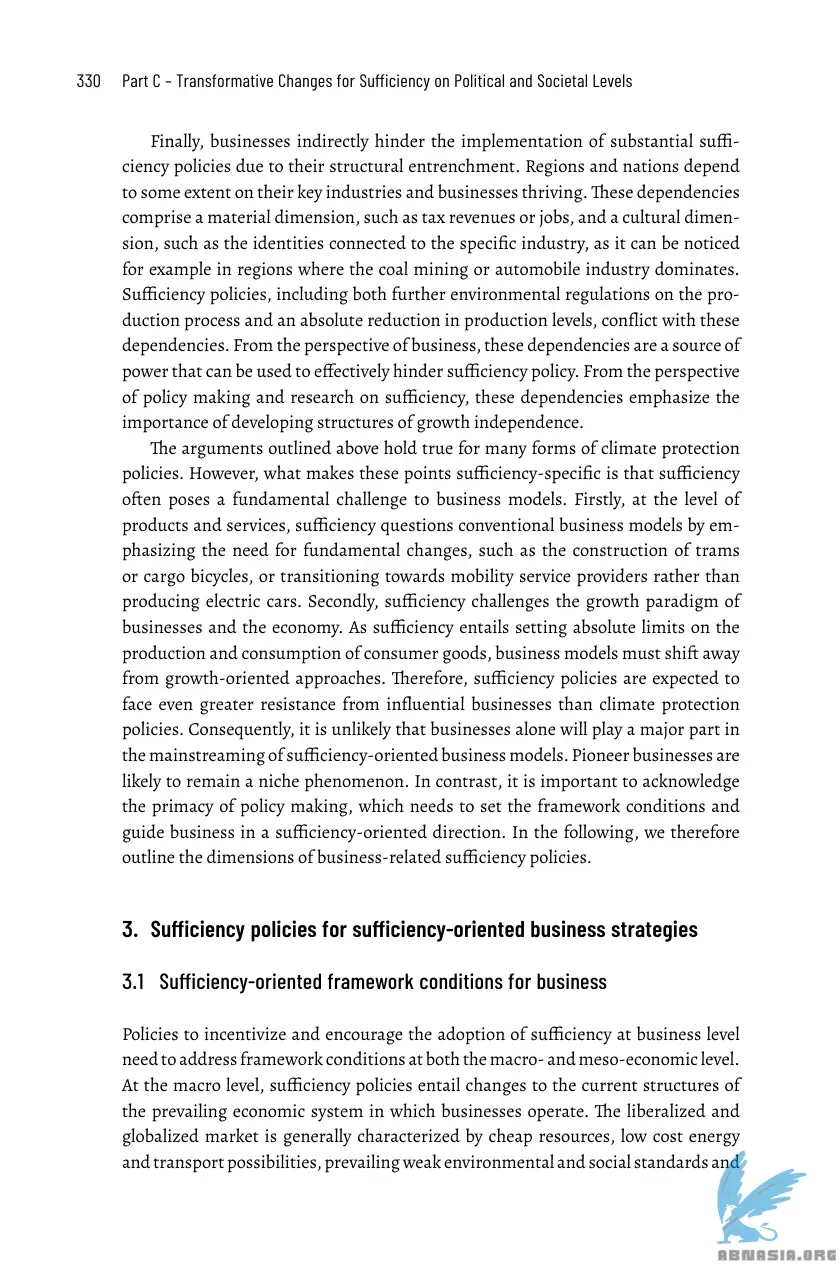 330 Part C – Transformative Changes for Sufficiency on Political and Societal Levels
Finally, businesses indirectly hinder the implementation of substantial suffi-
ciency policies due to their structural entrenchment. Regions and nations depend
to some extent on their key industries and businesses thriving. These dependencies
comprise a material dimension, such as tax revenues or jobs, and a cultural dimen-
sion, such as the identities connected to the specific industry, as it can be noticed
for example in regions where the coal mining or automobile industry dominates.
Sufficiency policies, including both further environmental regulations on the pro-
duction process and an absolute reduction in production levels, conflict with these
dependencies. From the perspective of business, these dependencies are a source of
power that can be used to effectively hinder sufficiency policy. From the perspective
of policy making and research on sufficiency, these dependencies emphasize the
importance of developing structures of growth independence.
The arguments outlined above hold true for many forms of climate protection
policies. However, what makes these points sufficiency-specific is that sufficiency
often poses a fundamental challenge to business models. Firstly, at the level of
products and services, sufficiency questions conventional business models by em-
phasizing the need for fundamental changes, such as the construction of trams
or cargo bicycles, or transitioning towards mobility service providers rather than
producing electric cars. Secondly, sufficiency challenges the growth paradigm of
businesses and the economy. As sufficiency entails setting absolute limits on the
production and consumption of consumer goods, business models must shift away
from growth-oriented approaches. Therefore, sufficiency policies are expected to
face even greater resistance from influential businesses than climate protection
policies. Consequently, it is unlikely that businesses alone will play a major part in
the mainstreaming of sufficiency-oriented business models. Pioneer businesses are
likely to remain a niche phenomenon. In contrast, it is important to acknowledge
the primacy of policy making, which needs to set the framework conditions and
guide business in a sufficiency-oriented direction. In the following, we therefore
outline the dimensions of business-related sufficiency policies.
3. Sufficiency policies for sufficiency-oriented business strategies
3.1 Sufficiency-oriented framework conditions for business
Policies to incentivize and encourage the adoption of sufficiency at business level
need to address framework conditions at both the macro- and meso-economic level.
At the macro level, sufficiency policies entail changes to the current structures of
the prevailing economic system in which businesses operate. The liberalized and
globalized market is generally characterized by cheap resources, low cost energy
and transport possibilities, prevailing weak environmental and social standards and
ABNASIA.ORG